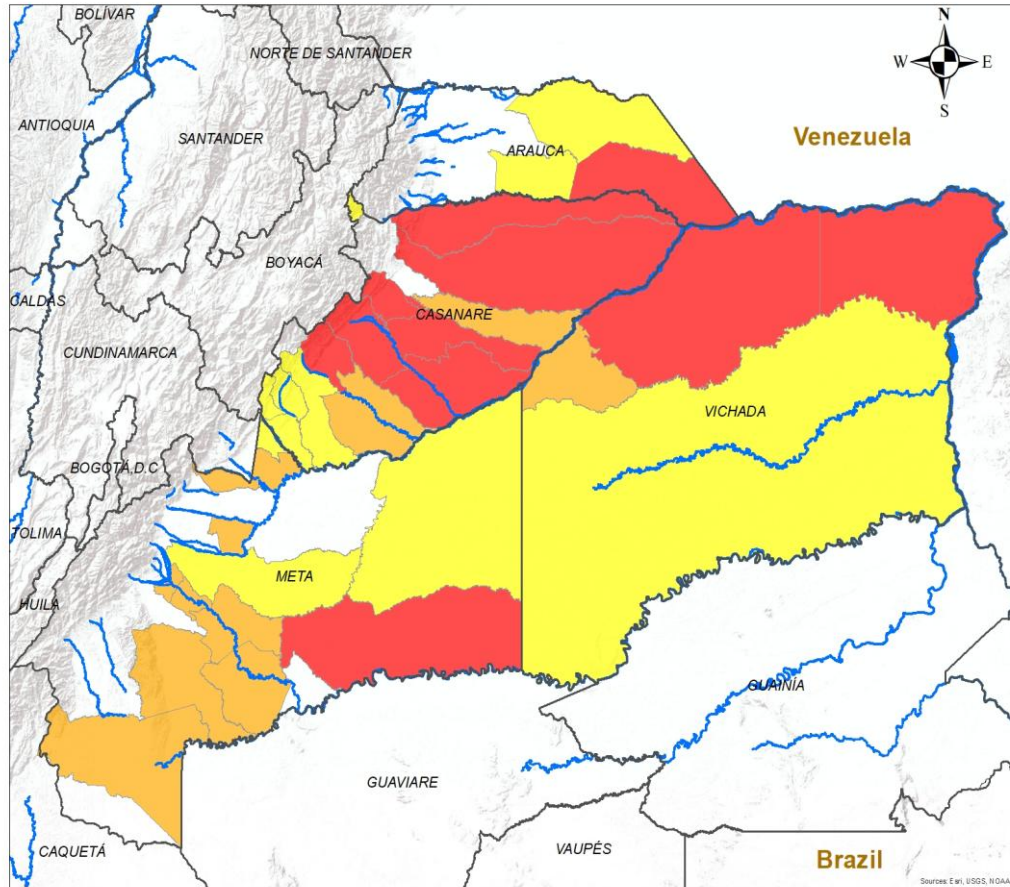 BOLÍVAR
N
NORTE DE SANTANDER
W
E
S
ANTIOQUIA
SANTANDER
Venezuela
ARAUCA
BOYACÁ
CALDAS
CASANARE
CUNDINAMARCA
VICHADA
BOGOTÁ, D.C
TOLIMA
META
HUILA
GUAINÍA
GUAVIARE
CAQUETÁ
VAUPÉS
Brazil
Sources: Esri, USGS, NOAA